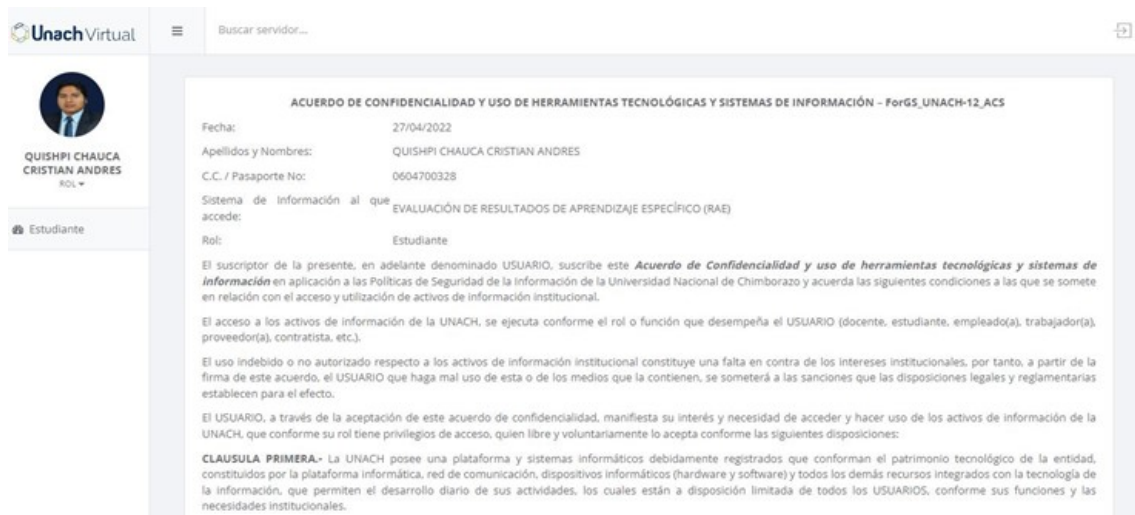 Unach Virtual
Buscar servidor...
QUISHPI CHAUCA
CRISTIAN ANDRES
ROL
Estudiante
ACUERDO DE CONFIDENCIALIDAD Y USO DE HERRAMIENTAS TECNOLÓGICAS Y SISTEMAS DE INFORMACIÓN – ForGS_UNACH-12_ACS
Fecha: 27/04/2022
Apellidos y Nombres: QUISHPI CHAUCA CRISTIAN ANDRES
C.C. / Pasaporte No: 0604700328
Sistema de Información al que
accede: EVALUACIÓN DE RESULTADOS DE APRENDIZAJE ESPECÍFICO (RAE)
Rol: Estudiante
El suscriptor de la presente, en adelante denominado USUARIO, suscribe este Acuerdo de Confidencialidad y uso de herramientas tecnológicas y sistemas de
información en aplicación a las Políticas de Seguridad de la Información de la Universidad Nacional de Chimborazo y acuerda las siguientes condiciones a las que se somete
en relación con el acceso y utilización de activos de información institucional.
El acceso a los activos de información de la UNACH, se ejecuta conforme el rol o función que desempeña el USUARIO (docente, estudiante, empleado(a), trabajador(a),
proveedor(a), contratista, etc.).
El uso indebido o no autorizado respecto a los activos de información institucional constituye una falta en contra de los intereses institucionales, por tanto, a partir de la
firma de este acuerdo, el USUARIO que haga mal uso de esta o de los medios que la contienen, se someterá a las sanciones que las disposiciones legales y reglamentarias
establecen para el efecto.
El USUARIO, a través de la aceptación de este acuerdo de confidencialidad, manifiesta su interés y necesidad de acceder y hacer uso de los activos de información de la
UNACH, que conforme su rol tiene privilegios de acceso, quien libre y voluntariamente lo acepta conforme las siguientes disposiciones:
CLAUSULA PRIMERA.- La UNACH posee una plataforma y sistemas informáticos debidamente registrados que conforman el patrimonio tecnológico de la entidad,
constituidos por la plataforma informática, red de comunicación, dispositivos informáticos (hardware y software) y todos los demás recursos integrados con la tecnología de
la información, que permiten el desarrollo diario de sus actividades, los cuales están a disposición limitada de todos los USUARIOS, conforme sus funciones y las
necesidades institucionales.